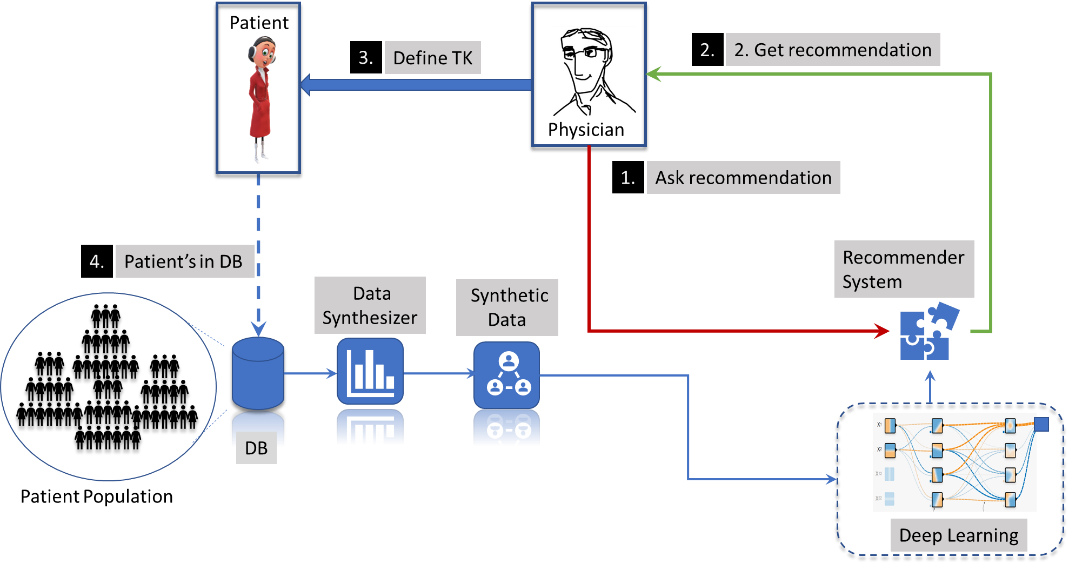 Patient
3. Define TK
Physician
2. 2. Get recommendation
1. Ask recommendation
4. Patient's in DB
Data
Synthesizer
Synthetic
Data
Recommender
System
DB
Patient Population
Deep Learning